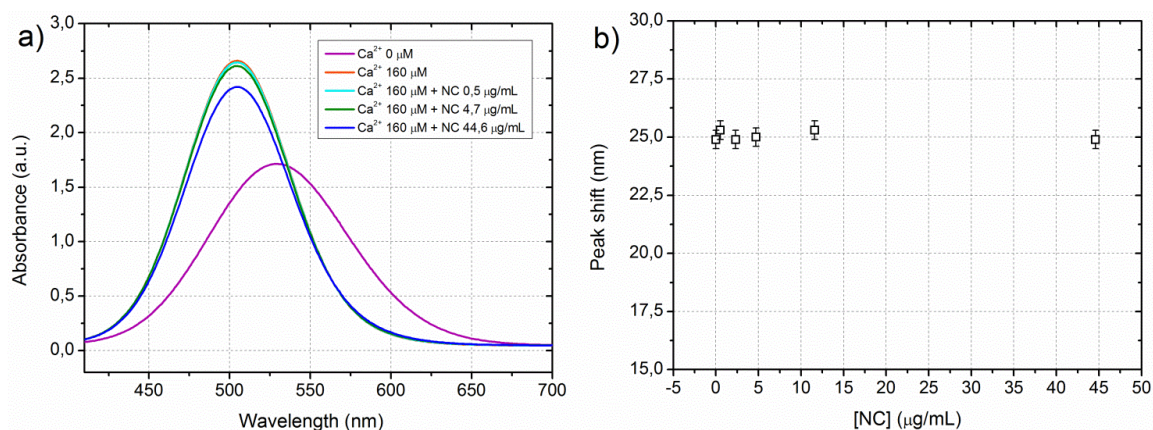 a)
3,0
2,5
2,0
1,5
1,0
0,5
0,0
Absorbance (a.u.)
Ca²⁺ 0 μM
Ca²⁺ 160 μM
Ca²⁺ 160 μM + NC 0,5 μg/mL
Ca²⁺ 160 μM + NC 4,7 μg/mL
Ca²⁺ 160 μM + NC 44,6 μg/mL
450 500 550 600 650 700
Wavelength (nm)
b)
30,0
27,5
25,0
22,5
20,0
17,5
15,0
Peak shift (nm)
-5 0 5 10 15 20 25 30 35 40 45 50
[NC] (μg/mL)